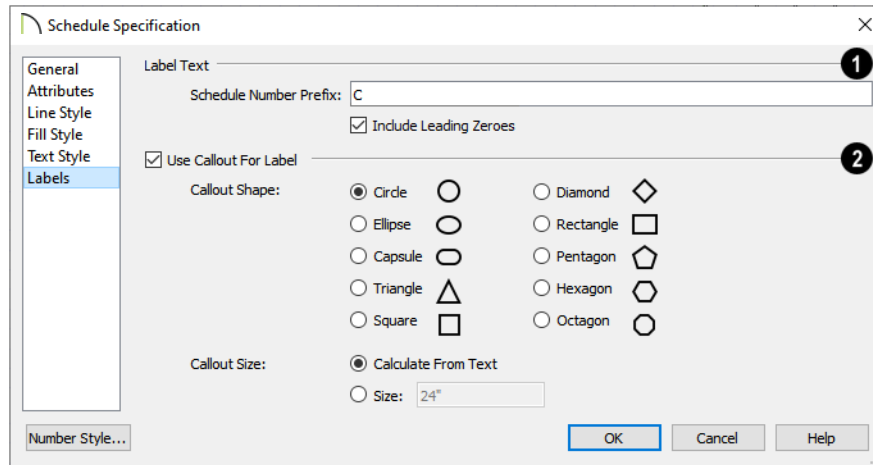 Schedule Specification
General
Attributes
Line Style
Fill Style
Text Style
Labels
Label Text
1
Schedule Number Prefix: C
Include Leading Zeroes
Use Callout For Label
2
Callout Shape:
Circle
Diamond
Ellipse
Rectangle
Capsule
Pentagon
Triangle
Hexagon
Square
Octagon
Callout Size:
Calculate From Text
Size: 24"
Number Style...
OK
Cancel
Help